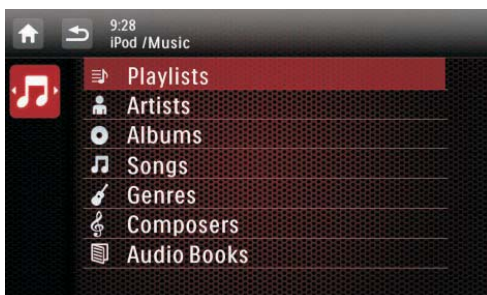 9:28
iPod /Music
Playlists
Artists
Albums
Songs
Genres
Composers
Audio Books